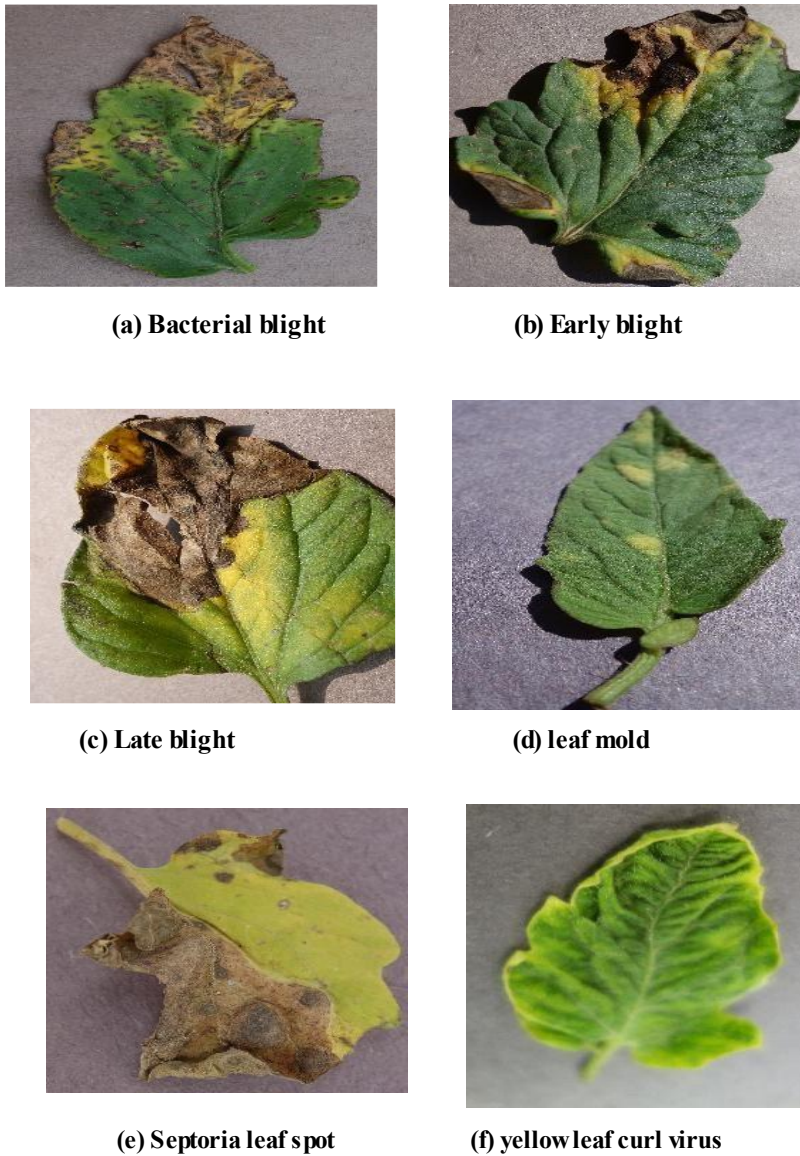 (a) Bacterial blight
(b) Early blight
(c) Late blight
(d) leaf mold
(e) Septoria leaf spot
(f) yellow leaf curl virus